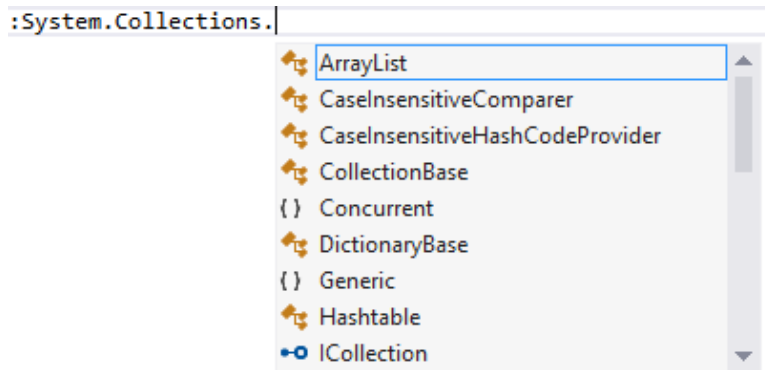 :System.Collections.
ArrayList
CaseInsensitiveComparer
CaseInsensitiveHashCodeProvider
CollectionBase
{} Concurrent
DictionaryBase
{} Generic
Hashtable
ICollection